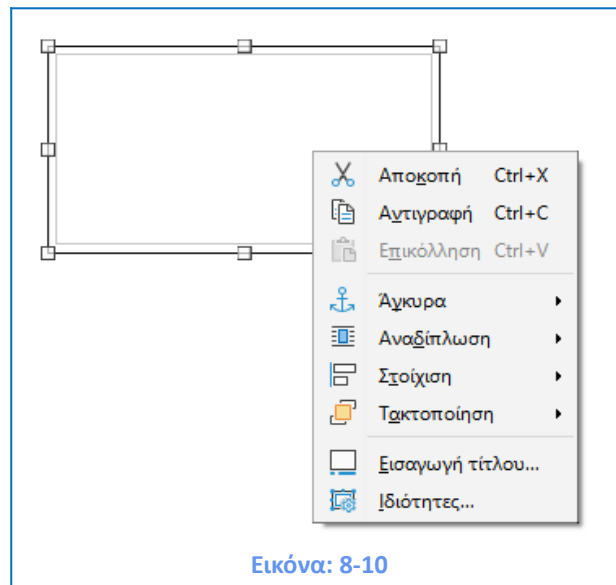 Αποκοπή Ctrl+X
Αντιγραφή Ctrl+C
Επικόλληση Ctrl+V
Άγκυρα
Αναδίπλωση
Στοίχιση
Τακτοποίηση
Εισαγωγή τίτλου...
Ιδιότητες...
Εικόνα: 8-10